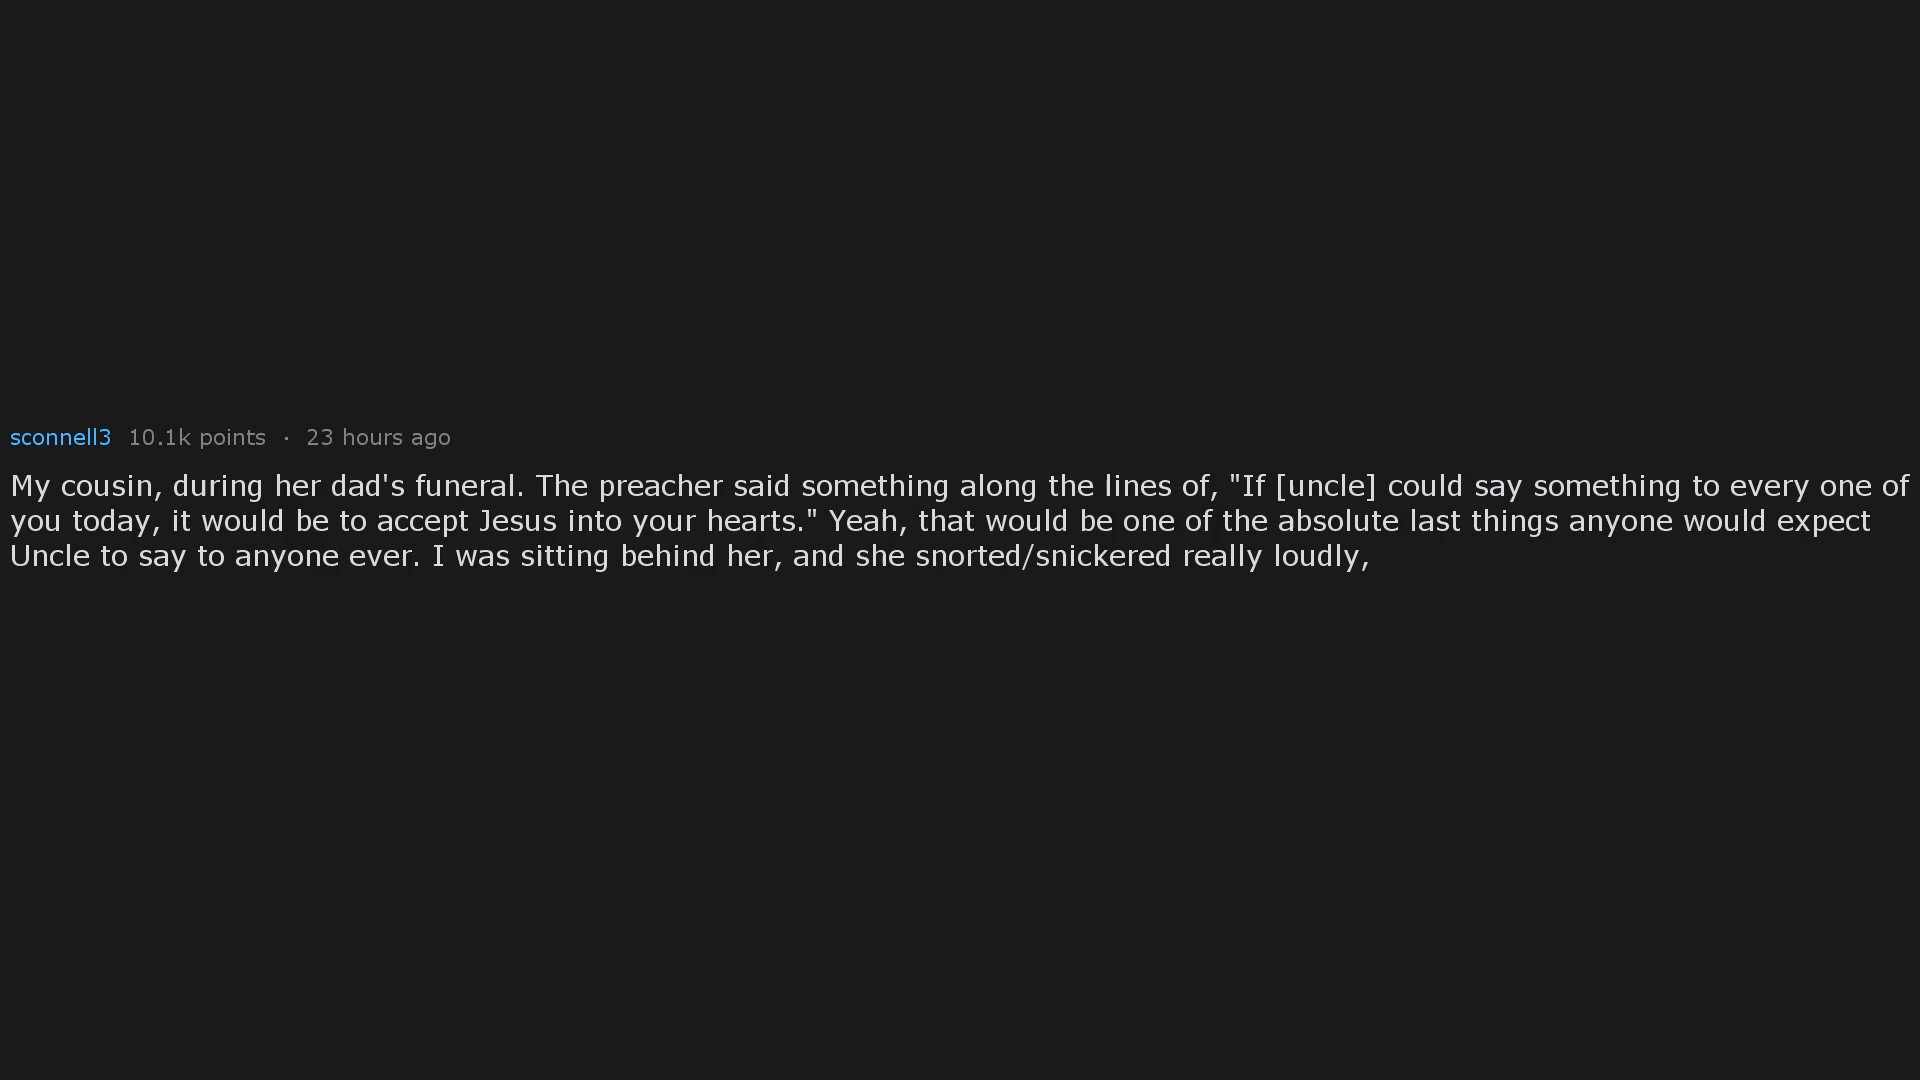 sconnell3 10.1k points · 23 hours ago
My cousin, during her dad's funeral. The preacher said something along the lines of, "If [uncle] could say something to every one of
you today, it would be to accept Jesus into your hearts." Yeah, that would be one of the absolute last things anyone would expect
Uncle to say to anyone ever. I was sitting behind her, and she snorted/snickered really loudly,